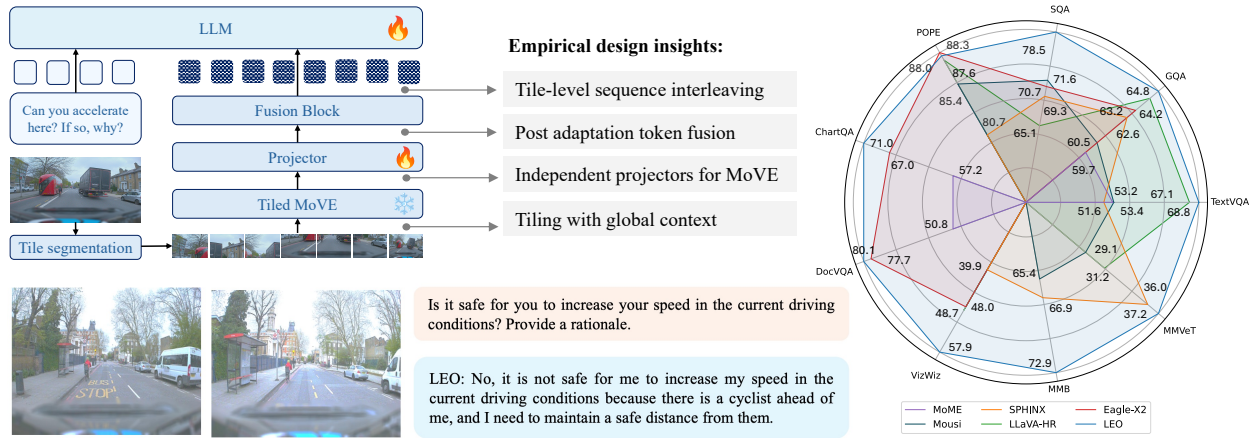 LLM
Can you accelerate
here? If so, why?
Fusion Block
Projector
Tiled MoVE
Tile segmentation
Empirical design insights:
Tile-level sequence interleaving
Post adaptation token fusion
Independent projectors for MoVE
Tiling with global context
BUS
STOP
Is it safe for you to increase your speed in the current driving
conditions? Provide a rationale.
LEO: No, it is not safe for me to increase my speed in the
current driving conditions because there is a cyclist ahead of
me, and I need to maintain a safe distance from them.
SQA
POPE
88.3
78.5
GQA
88.0
87.6
71.6
64.8
85.4
70.7
64.2
80.7
69.3
63.2
62.6
ChartQA
71.0
65.1
60.5
67.0
57.2
59.7
53.2
67.1
TextVQA
51.6
53.4
68.8
50.8
80.1
29.1
DocVQA
77.7
39.9
65.4
31.2
36.0
48.7
48.0
66.9
37.2
MMVeT
57.9
72.9
VizWiz
MMB
MoME
SPHINX
Eagle-X2
Mousi
LLaVA-HR
LEO